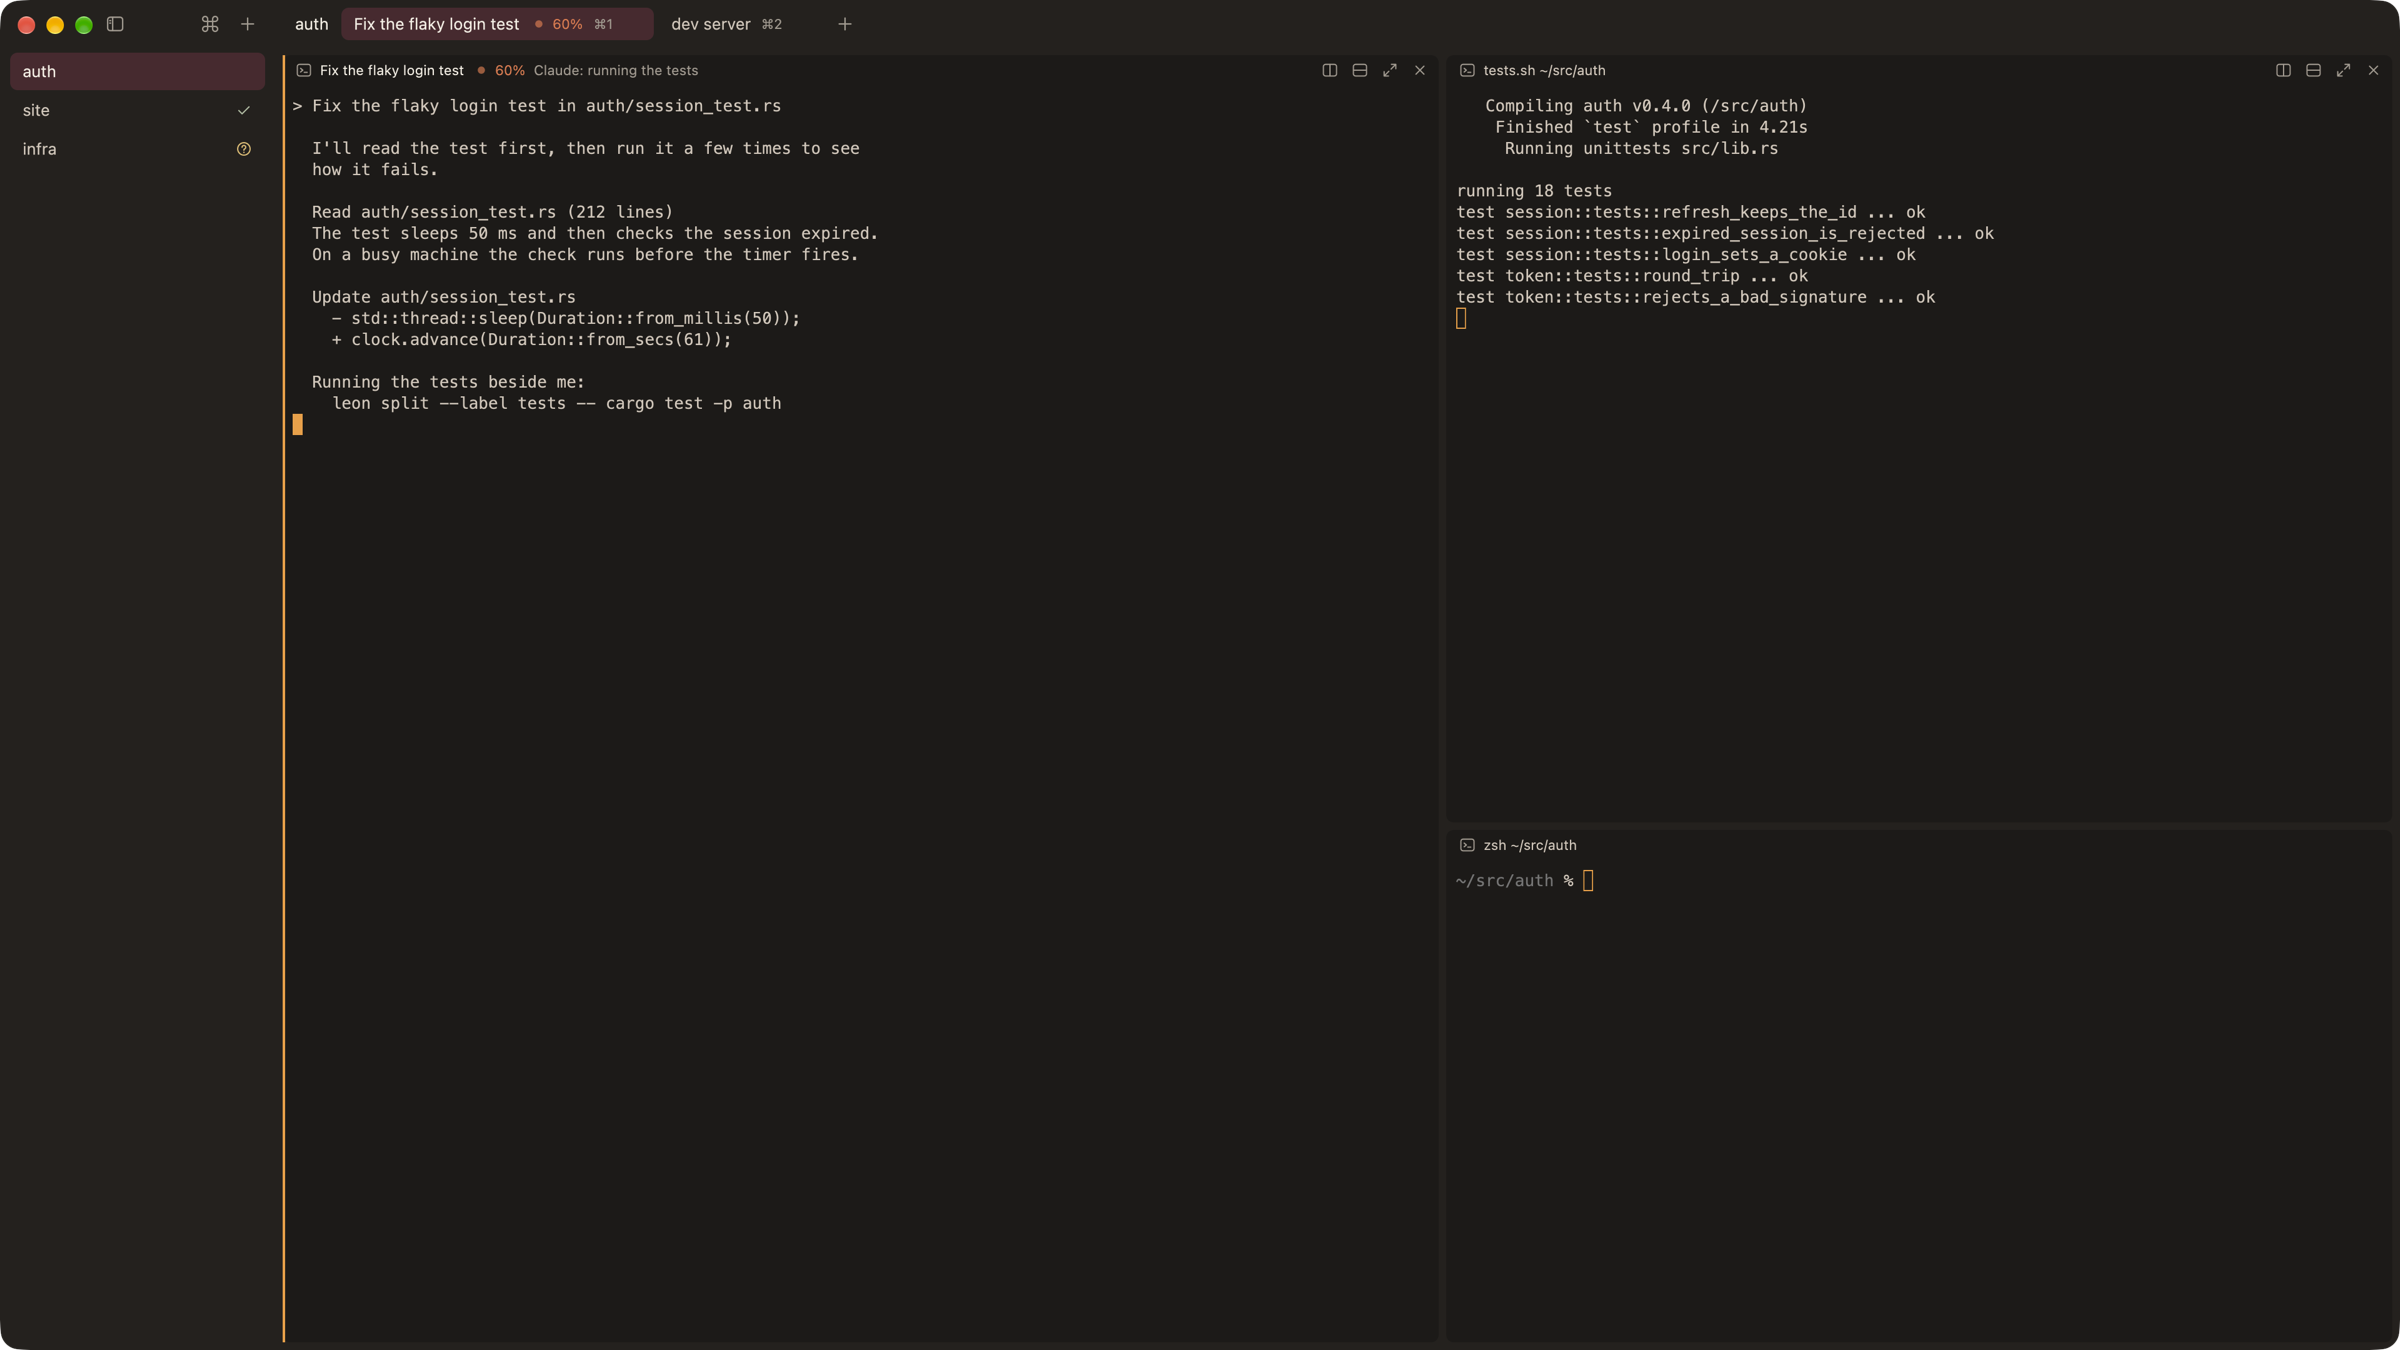 auth
Fix the flaky login test 60% ⌘1
dev server ⌘2
auth
site
infra
Fix the flaky login test 60% Claude: running the tests
> Fix the flaky login test in auth/session_test.rs
I'll read the test first, then run it a few times to see
how it fails.
Read auth/session_test.rs (212 lines)
The test sleeps 50 ms and then checks the session expired.
On a busy machine the check runs before the timer fires.
Update auth/session_test.rs
- std::thread::sleep(Duration::from_millis(50));
+ clock.advance(Duration::from_secs(61));
Running the tests beside me:
leon split --label tests -- cargo test -p auth
tests.sh ~/src/auth
Compiling auth v0.4.0 (/src/auth)
Finished `test` profile in 4.21s
Running unittests src/lib.rs
running 18 tests
test session::tests::refresh_keeps_the_id ... ok
test session::tests::expired_session_is_rejected ... ok
test session::tests::login_sets_a_cookie ... ok
test token::tests::round_trip ... ok
test token::tests::rejects_a_bad_signature ... ok
zsh ~/src/auth
~/src/auth %